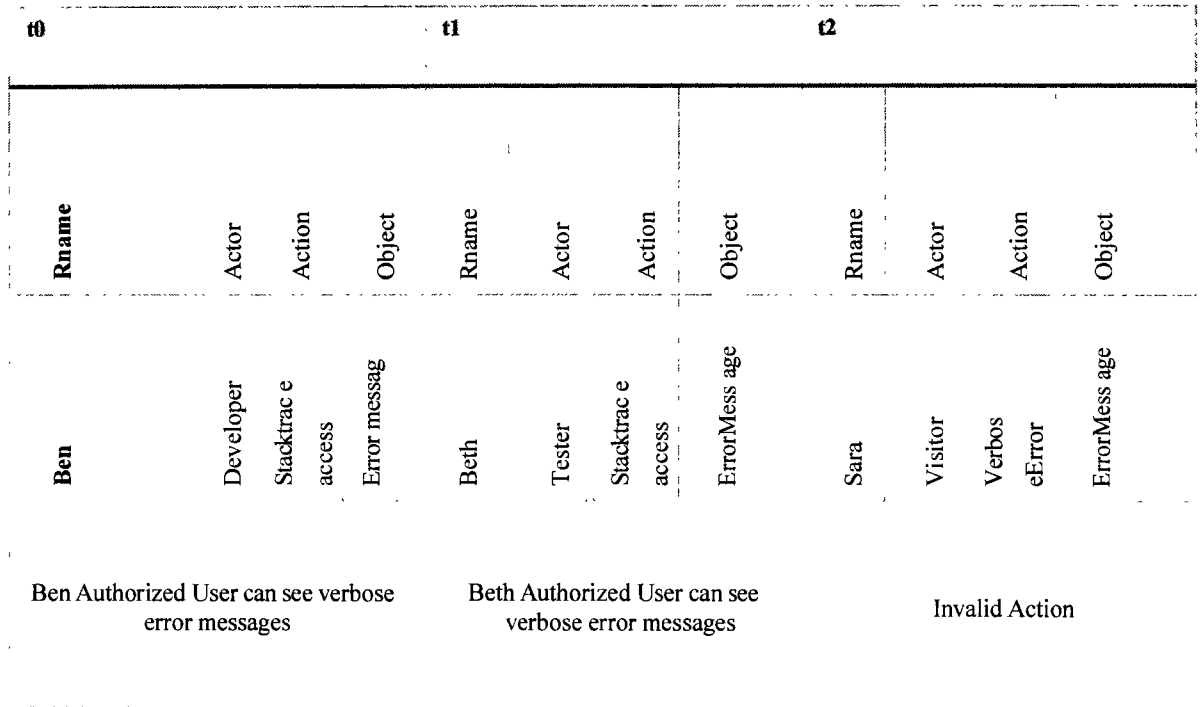 t0 t1 t2
Rname Actor Action Object Rname Actor Action Object Rname Actor Action Object
Ben Developer Stacktrac e access Error messag Beth Tester Stacktrac e access ErrorMess age Sara Visitor Verbos eError ErrorMess age
Ben Authorized User can see verbose
error messages
Beth Authorized User can see
verbose error messages
Invalid Action